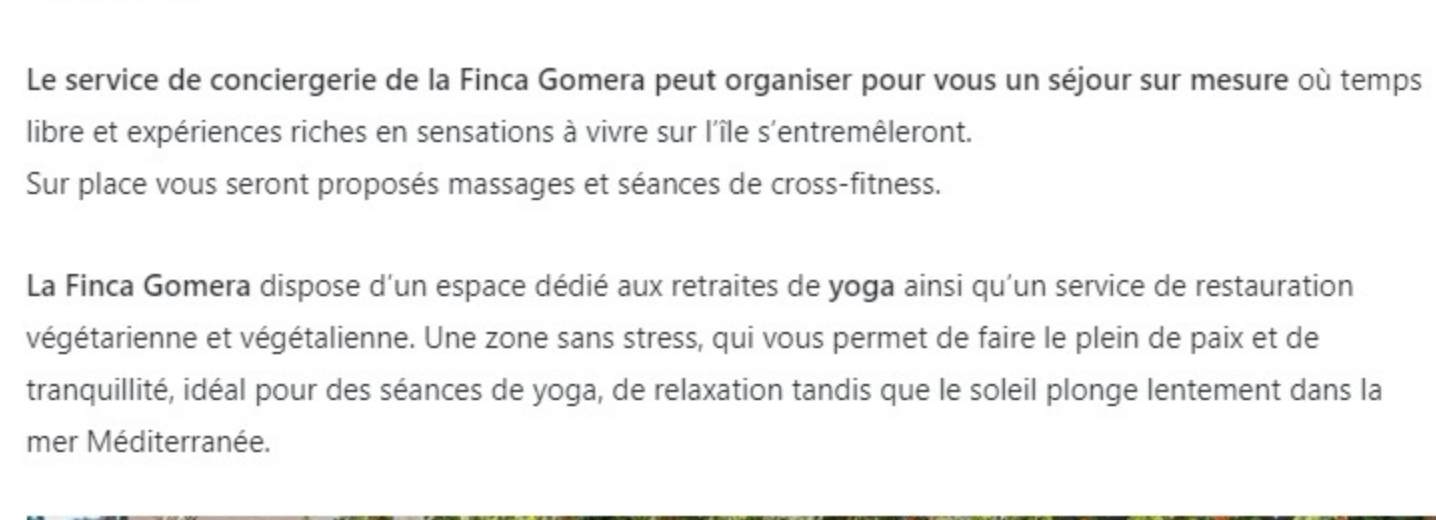 Le service de conciergerie de la Finca Gomera peut organiser pour vous un séjour sur mesure où temps
libre et expériences riches en sensations à vivre sur l’île s’entremêleront.
Sur place vous seront proposés massages et séances de cross-fitness.
La Finca Gomera dispose d’un espace dédié aux retraites de yoga ainsi qu’un service de restauration
végétarienne et végétalienne. Une zone sans stress, qui vous permet de faire le plein de paix et de
tranquillité, idéal pour des séances de yoga, de relaxation tandis que le soleil plonge lentement dans la
mer Méditerranée.